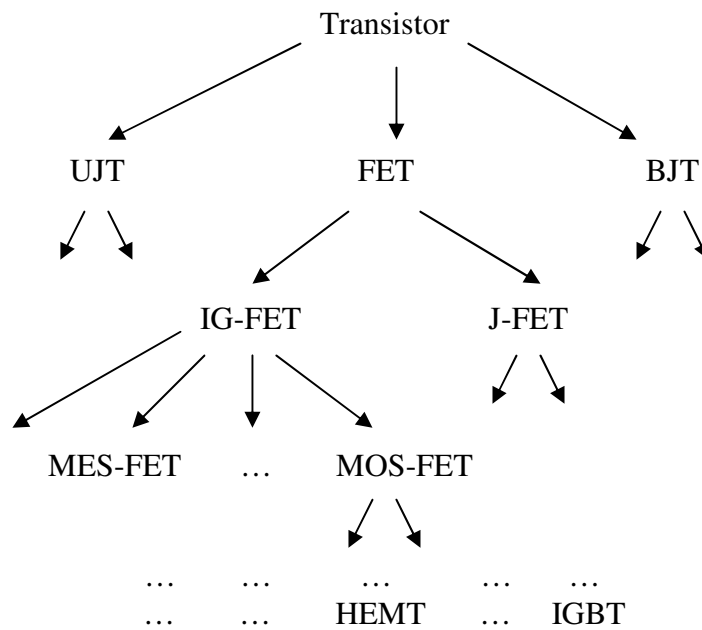 Transistor
UJT FET BJT
IG-FET J-FET
MES-FET … MOS-FET
… … … … …
… … HEMT … IGBT